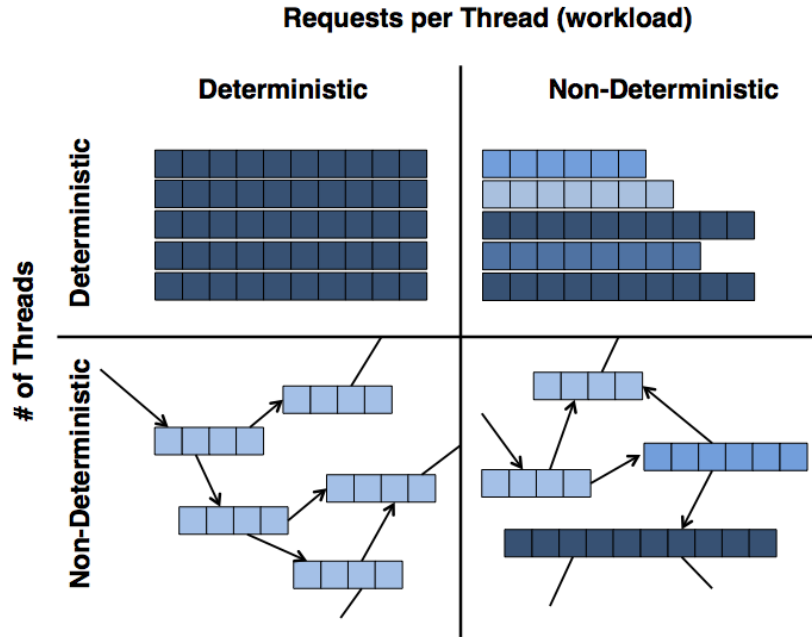 Requests per Thread (workload)
Deterministic
Non-Deterministic
# of Threads
Deterministic
Non-Deterministic